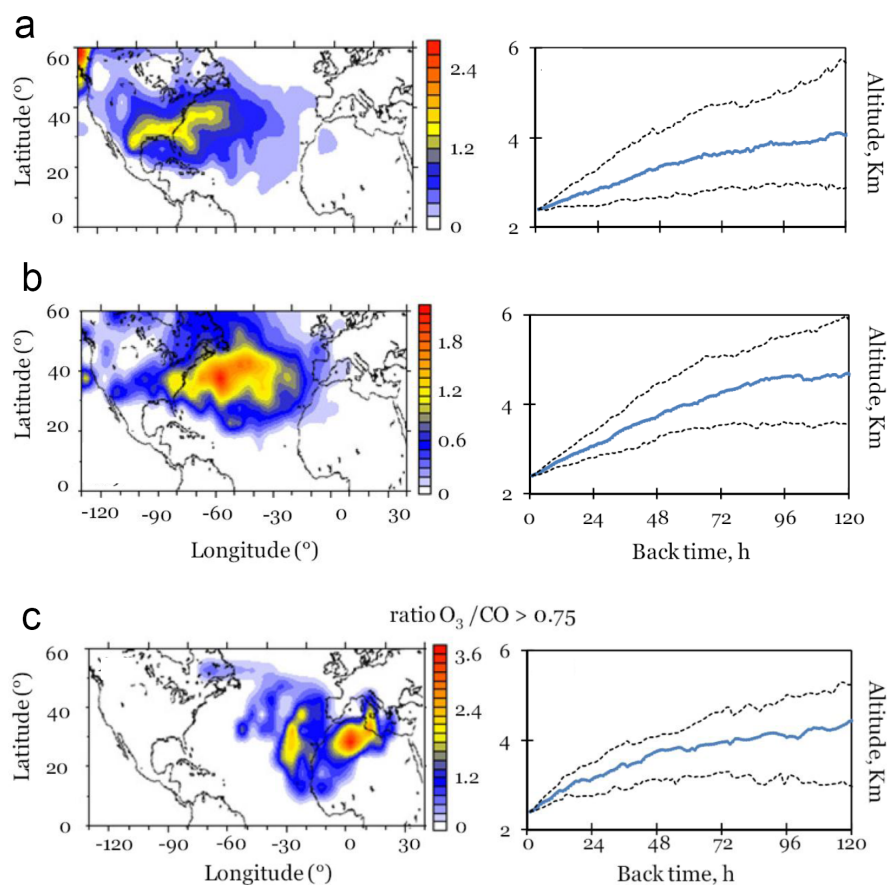 a
60
40
20
0
Latitude (°)
2.4
1.2
0
6
4
2
Altitude, Km
b
60
40
20
0
Latitude (°)
-120 -90 -60 -30 0 30
Longitude (°)
1.8
1.2
0.6
0
6
4
2
0 24 48 72 96 120
Back time, h
Altitude, Km
c
ratio O₃ /CO > 0.75
60
40
20
0
Latitude (°)
-120 -90 -60 -30 0 30
Longitude (°)
3.6
2.4
1.2
0
6
4
2
0 24 48 72 96 120
Back time, h
Altitude, Km